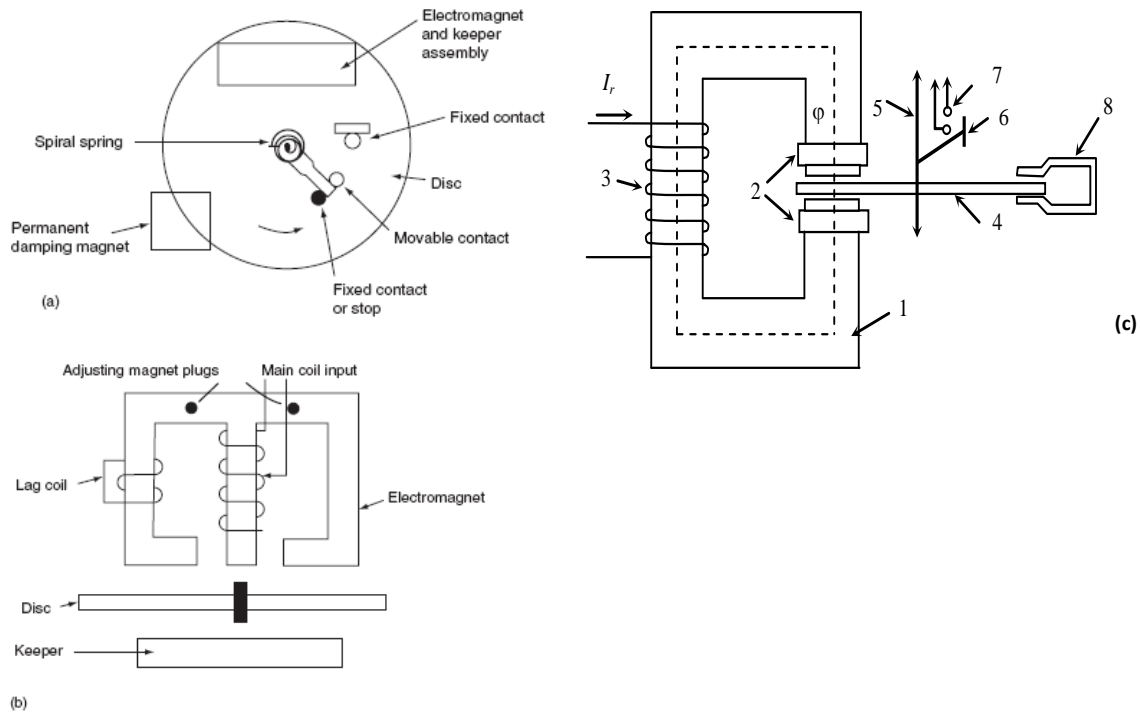 Electromagnet
and keeper
assembly
Fixed contact
Spiral spring
Disc
Permanent
damping magnet
Movable contact
Fixed contact
or stop
(a)
Adjusting magnet plugs
Main coil input
Lag coil
Electromagnet
Disc
Keeper
(b)
I_r
φ
3
2
5
7
6
8
4
1
(c)